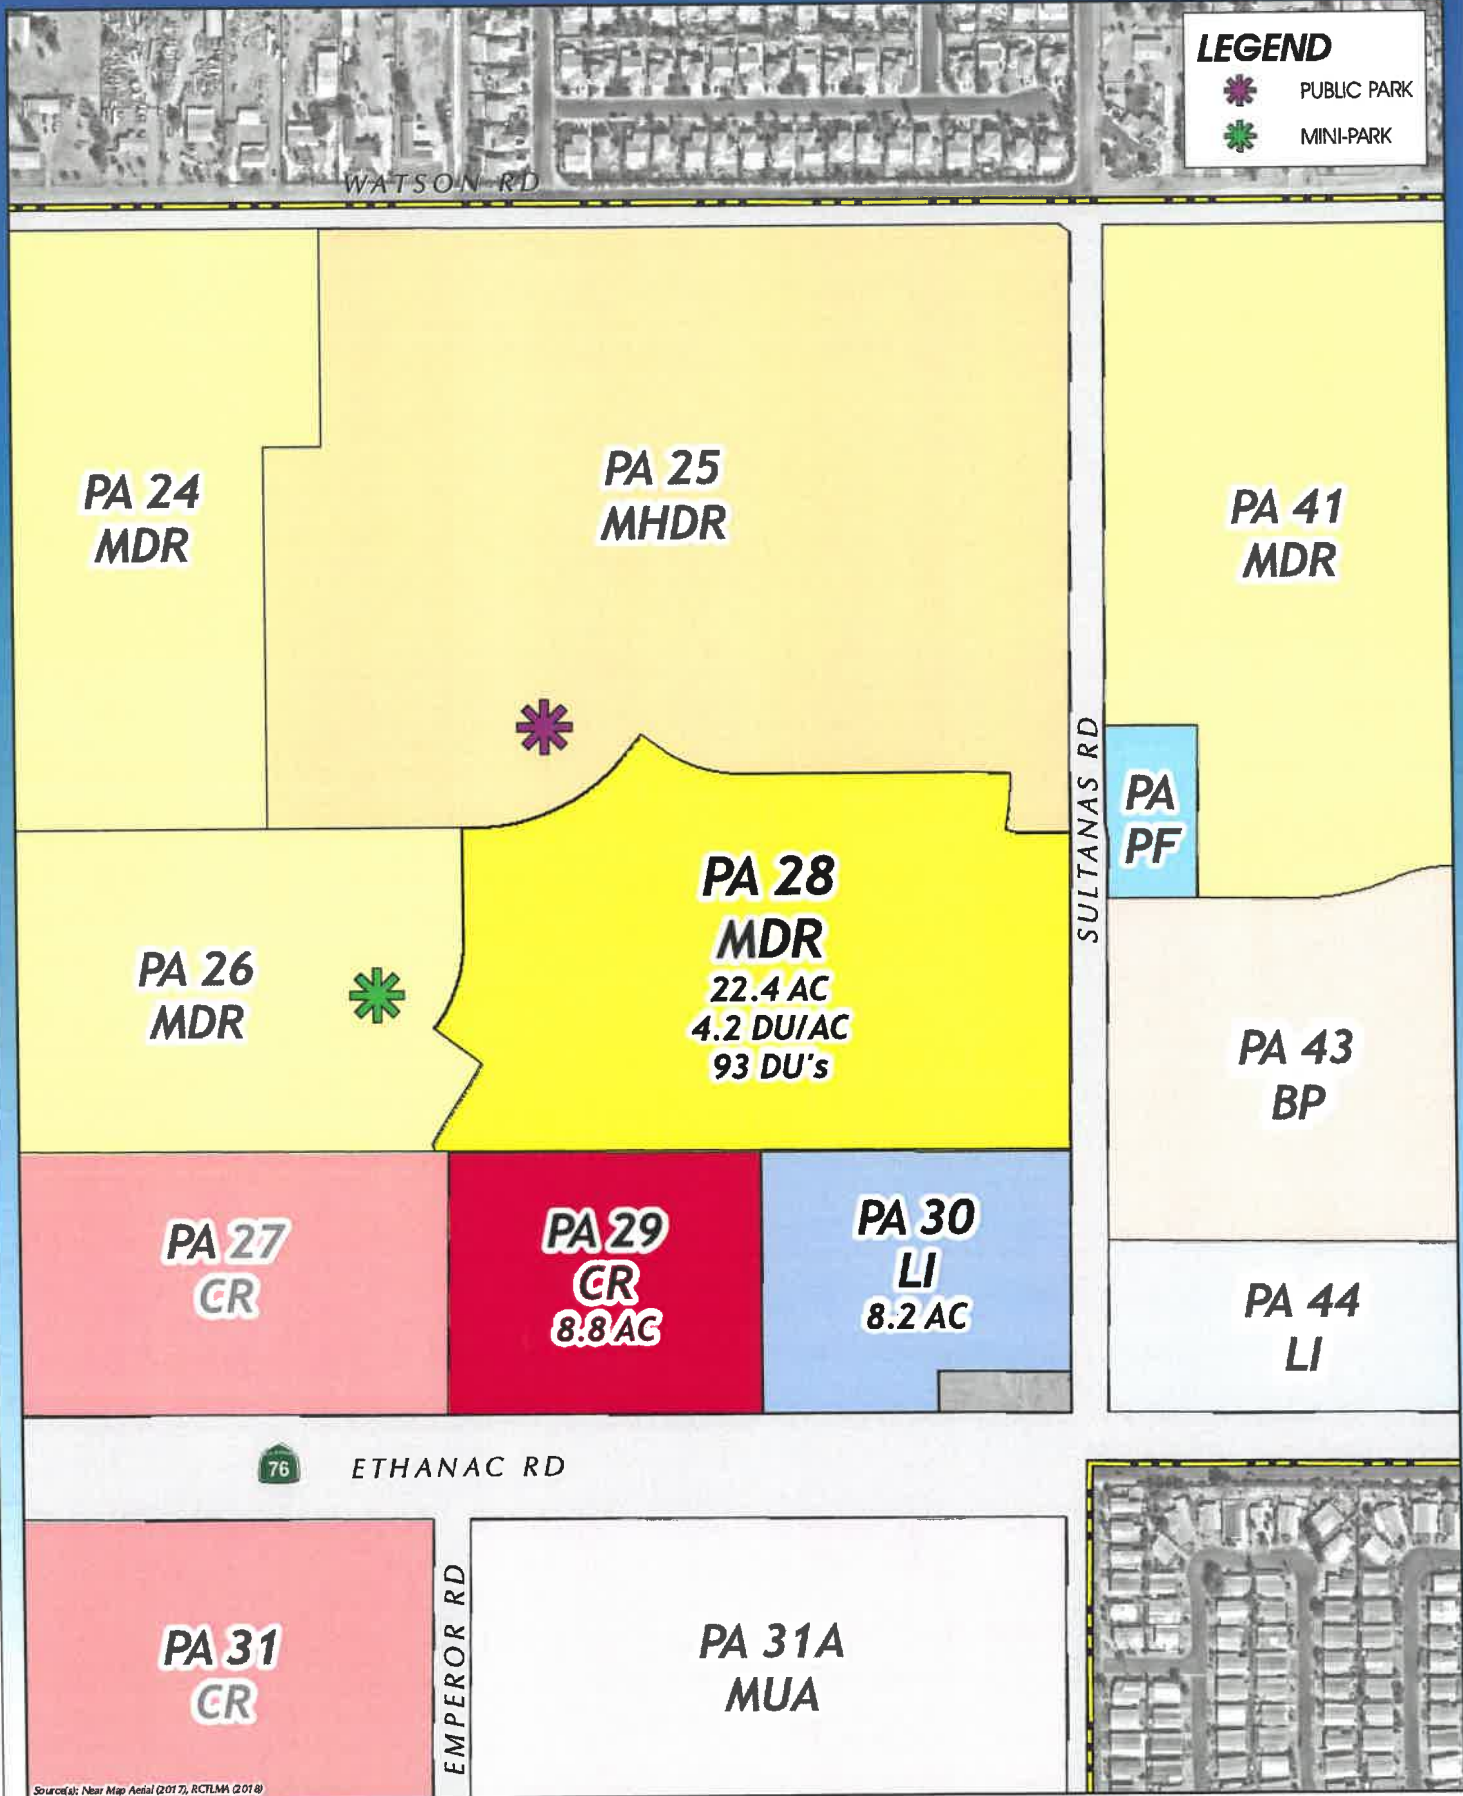 LEGEND
PUBLIC PARK
MINI-PARK
WATSON RD
PA 24
MDR
PA 25
MHDR
PA 41
MDR
SULTANAS RD
PA
PF
PA 28
MDR
22.4 AC
4.2 DU/AC
93 DU's
PA 26
MDR
PA 43
BP
PA 27
CR
PA 29
CR
8.8 AC
PA 30
LI
8.2 AC
PA 44
LI
76
ETHANAC RD
PA 31
CR
EMPEROR RD
PA 31A
MUA
Source(s): Near Map Aerial (2017), RCTLMA (2018)